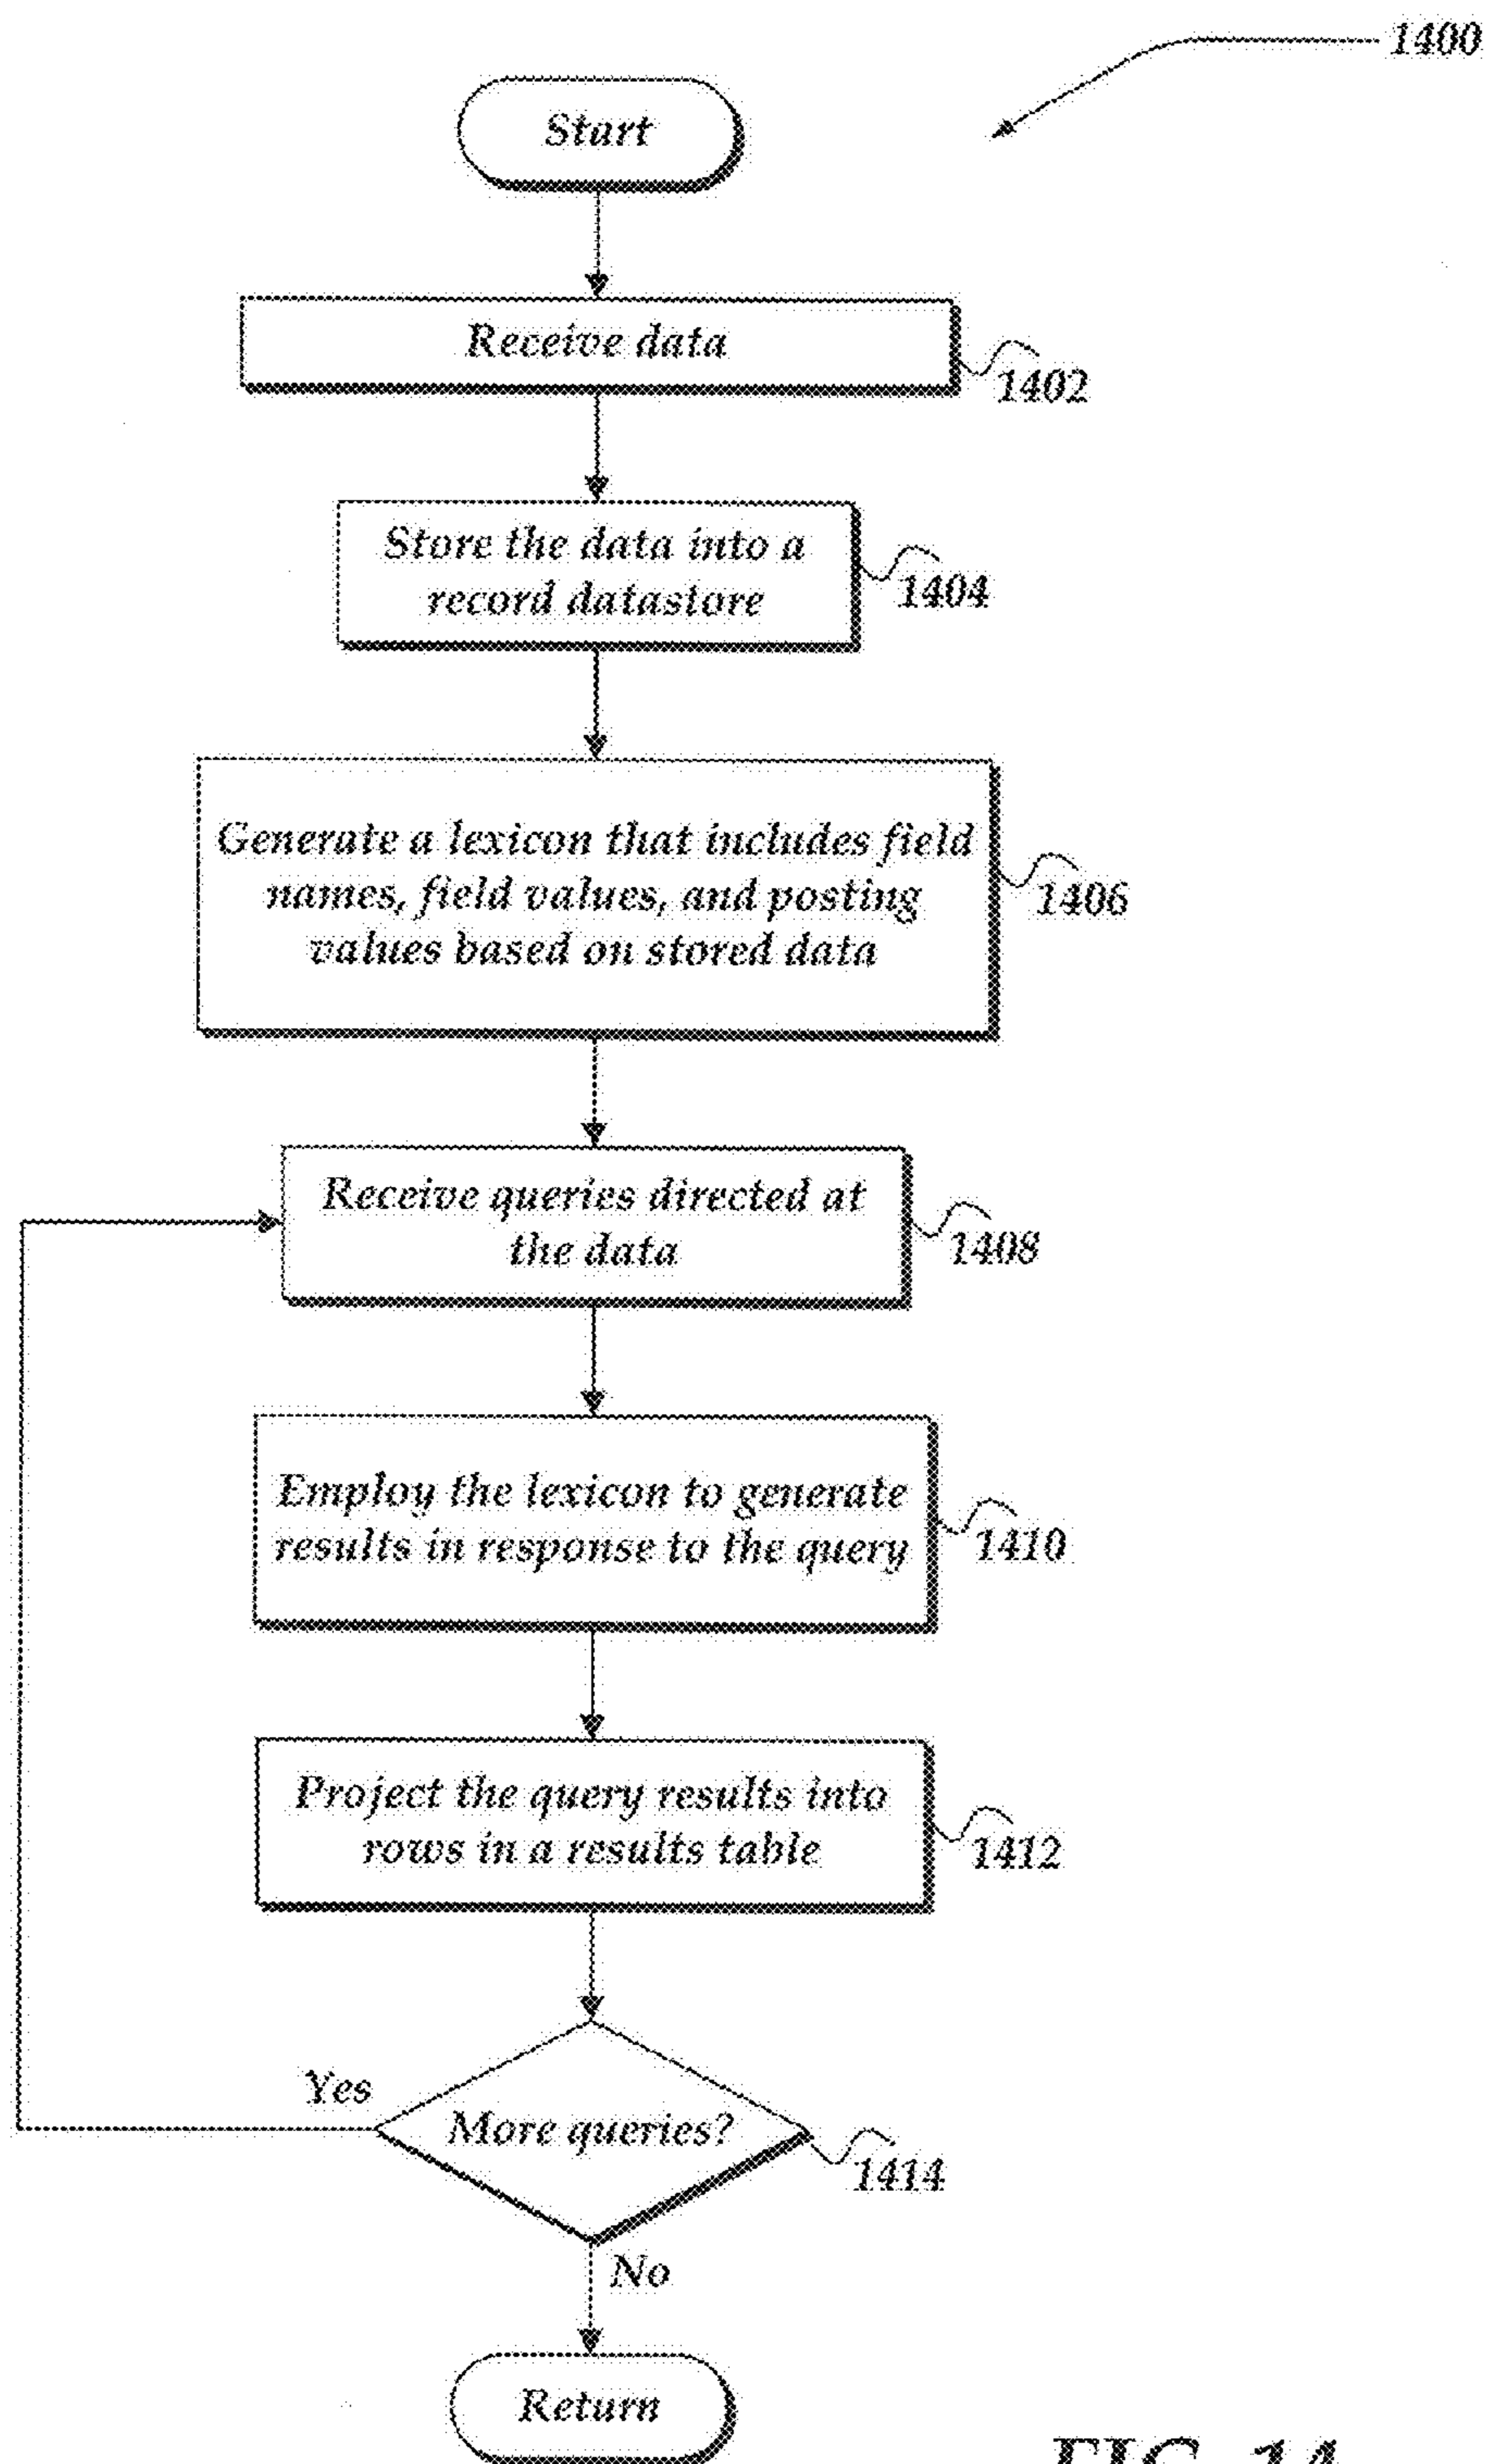 1400
Start
Receive data
1402
Store the data into a
record datastore
1404
Generate a lexicon that includes field
names, field values, and posting
values based on stored data
1406
Receive queries directed at
the data
1408
Employ the lexicon to generate
results in response to the query
1410
Project the query results into
rows in a results table
1412
Yes
More queries?
1414
No
Return
FIG. 14